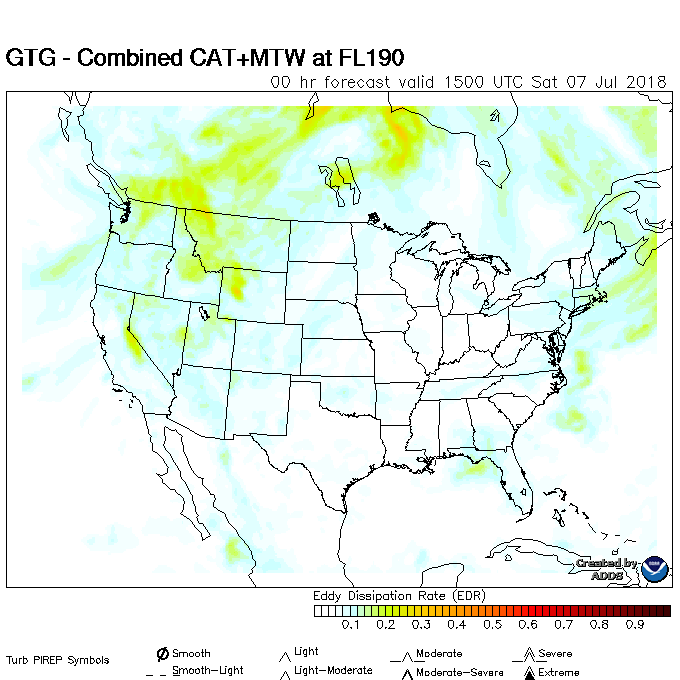 GTG - Combined CAT+MTW at FL190
00 hr forecast valid 1500 UTC Sat 07 Jul 2018
Created by
ADDS
Eddy Dissipation Rate (EDR)
0.1 0.2 0.3 0.4 0.5 0.6 0.7 0.8 0.9
Turb PIREP Symbols
Smooth Light Moderate Severe
Smooth-Light Light-Moderate Moderate-Severe Extreme